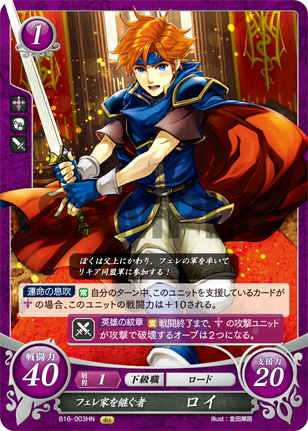 1
ぼくは父上にかわり、フェレの軍を率いて
リキア同盟軍に参加する！
運命の息吹 常 自分のターン中、このユニットを支援しているカードが
の場合、このユニットの戦闘力は＋10される。
英雄の紋章 支 戦闘終了まで、の攻撃ユニット
が攻撃で破壊するオーブは2つになる。
戦闘力
40
射程 1
下級職
ロード
支援力
20
フェレ家を継ぐ者 ロイ
B16-003HN
Illust：金田榮路